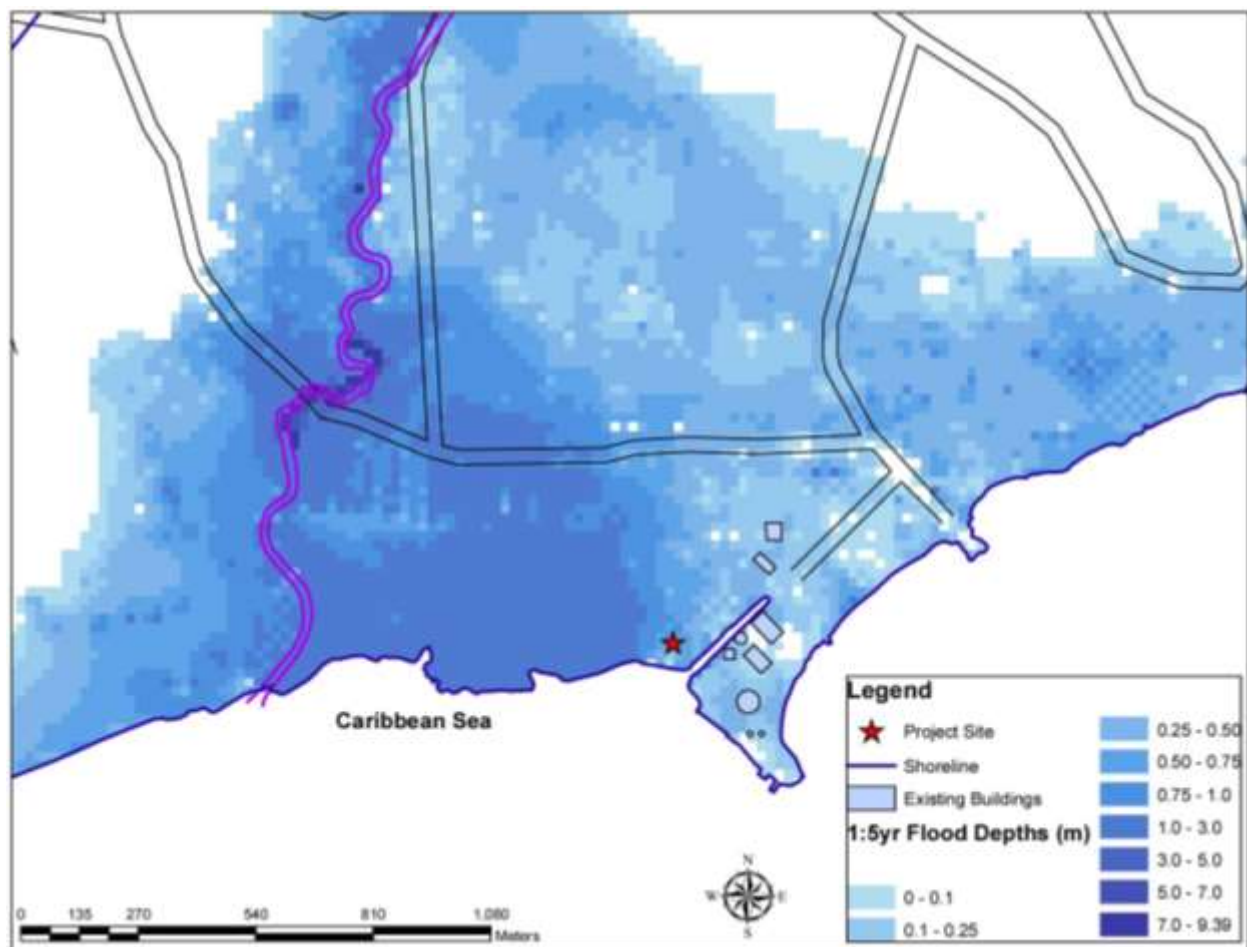 Caribbean Sea
Legend
Project Site
Shoreline
Existing Buildings
1:5yr Flood Depths (m)
0 - 0.1
0.1 - 0.25
0.25 - 0.50
0.50 - 0.75
0.75 - 1.0
1.0 - 3.0
3.0 - 5.0
5.0 - 7.0
7.0 - 9.39
N
W E
S
0 135 270 540 810 1,080
Meters